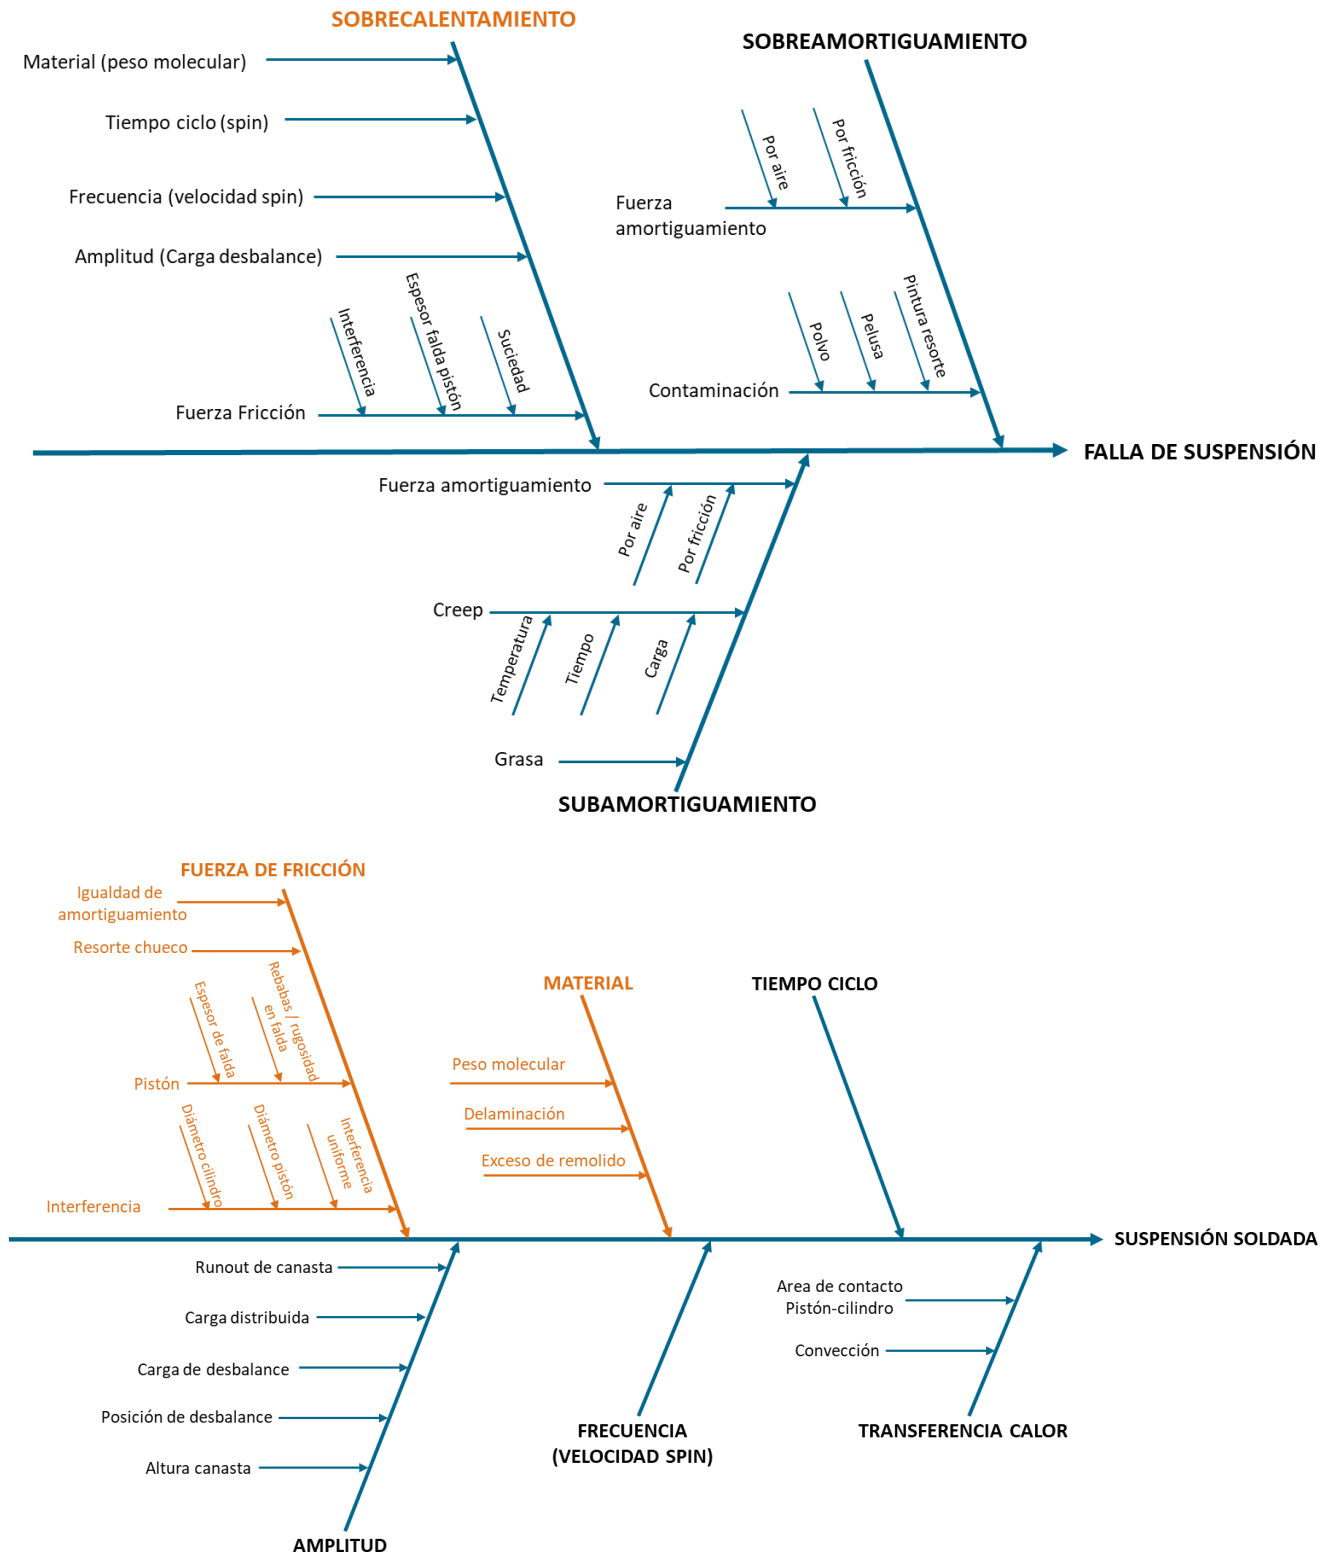 SOBRECALENTAMIENTO
Material (peso molecular)
Tiempo ciclo (spin)
Frecuencia (velocidad spin)
Amplitud (Carga desbalance)
Interferencia
Espesor falda pistón
Suciedad
Fuerza Fricción
SOBREAMORTIGUAMIENTO
Por aire
Por fricción
Fuerza
amortiguamiento
Polvo
Pelusa
Pintura resorte
Contaminación
FALLA DE SUSPENSIÓN
Fuerza amortiguamiento
Por aire
Por fricción
Creep
Temperatura
Tiempo
Carga
Grasa
SUBAMORTIGUAMIENTO
FUERZA DE FRICCIÓN
Igualdad de
amortiguamiento
Resorte chueco
Espesor de falda
Rebabas / rugosidad
en falda
Pistón
Diámetro cilindro
Diámetro pistón
Interferencia
uniforme
Interferencia
MATERIAL
Peso molecular
Delaminación
Exceso de remolido
TIEMPO CICLO
SUSPENSIÓN SOLDADA
Runout de canasta
Carga distribuida
Carga de desbalance
Posición de desbalance
Altura canasta
AMPLITUD
FRECUENCIA
(VELOCIDAD SPIN)
Area de contacto
Pistón-cilindro
Convección
TRANSFERENCIA CALOR